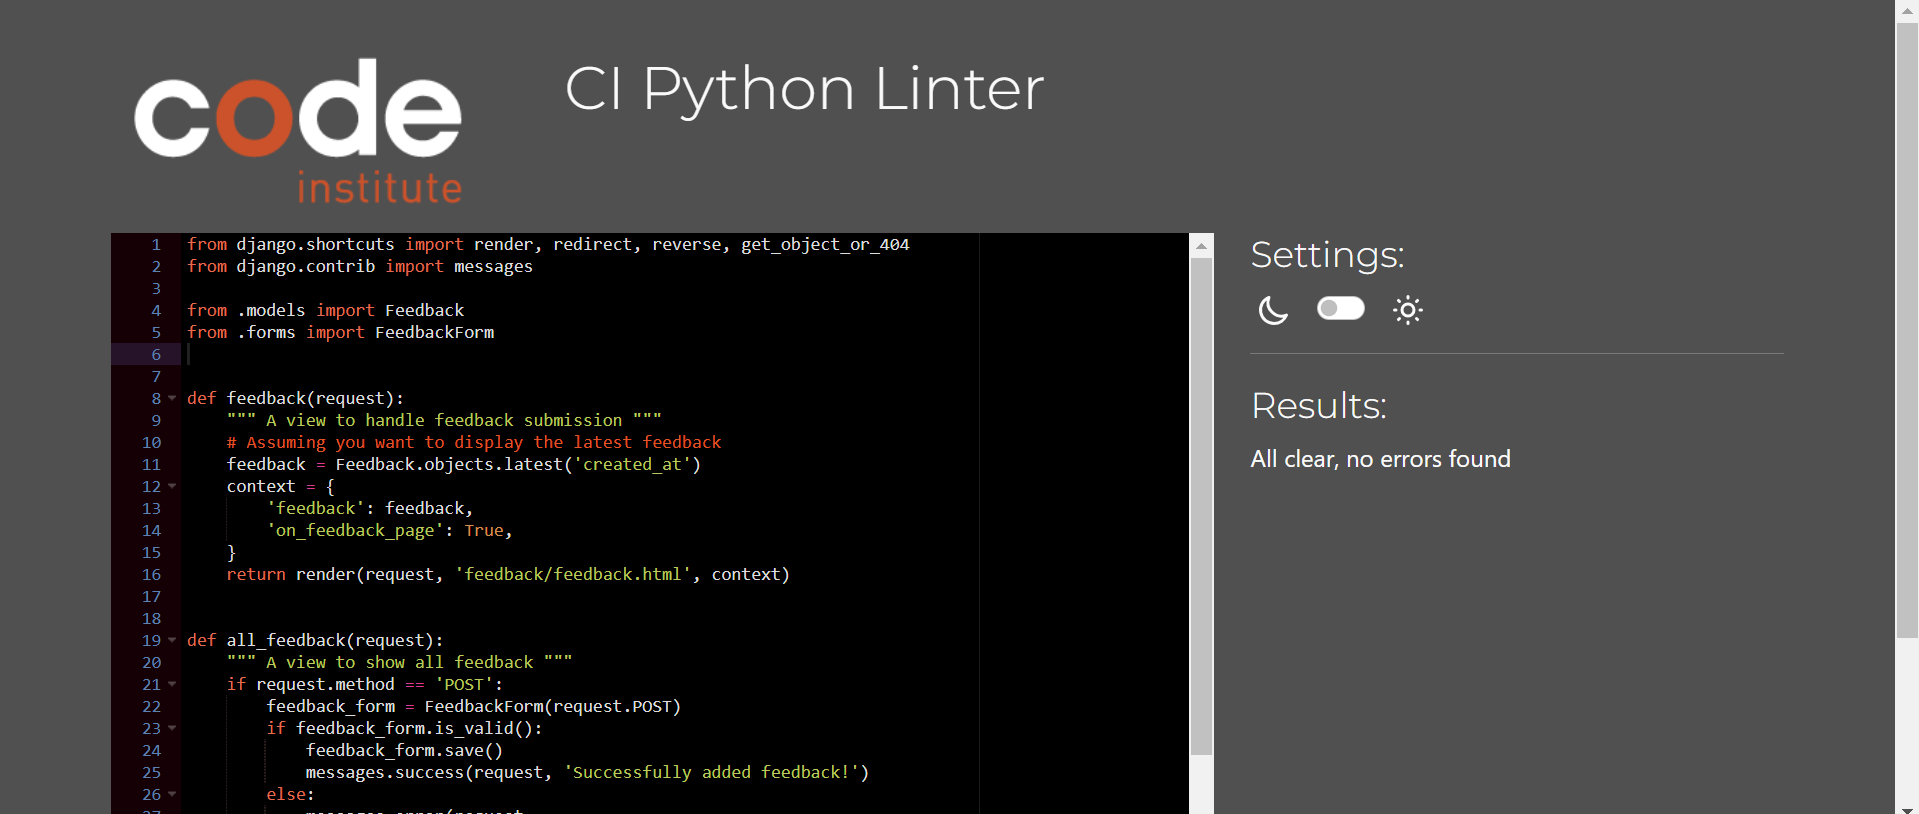 code
institute
CI Python Linter
1 from django.shortcuts import render, redirect, reverse, get_object_or_404
2 from django.contrib import messages
3
4 from .models import Feedback
5 from .forms import FeedbackForm
6
7
8 def feedback(request):
9     """ A view to handle feedback submission """
10     # Assuming you want to display the latest feedback
11     feedback = Feedback.objects.latest('created_at')
12     context = {
13         'feedback': feedback,
14         'on_feedback_page': True,
15     }
16     return render(request, 'feedback/feedback.html', context)
17
18
19 def all_feedback(request):
20     """ A view to show all feedback """
21     if request.method == 'POST':
22         feedback_form = FeedbackForm(request.POST)
23         if feedback_form.is_valid():
24             feedback_form.save()
25             messages.success(request, 'Successfully added feedback!')
26         else:
27             messages.error(request,
Settings:
Results:
All clear, no errors found